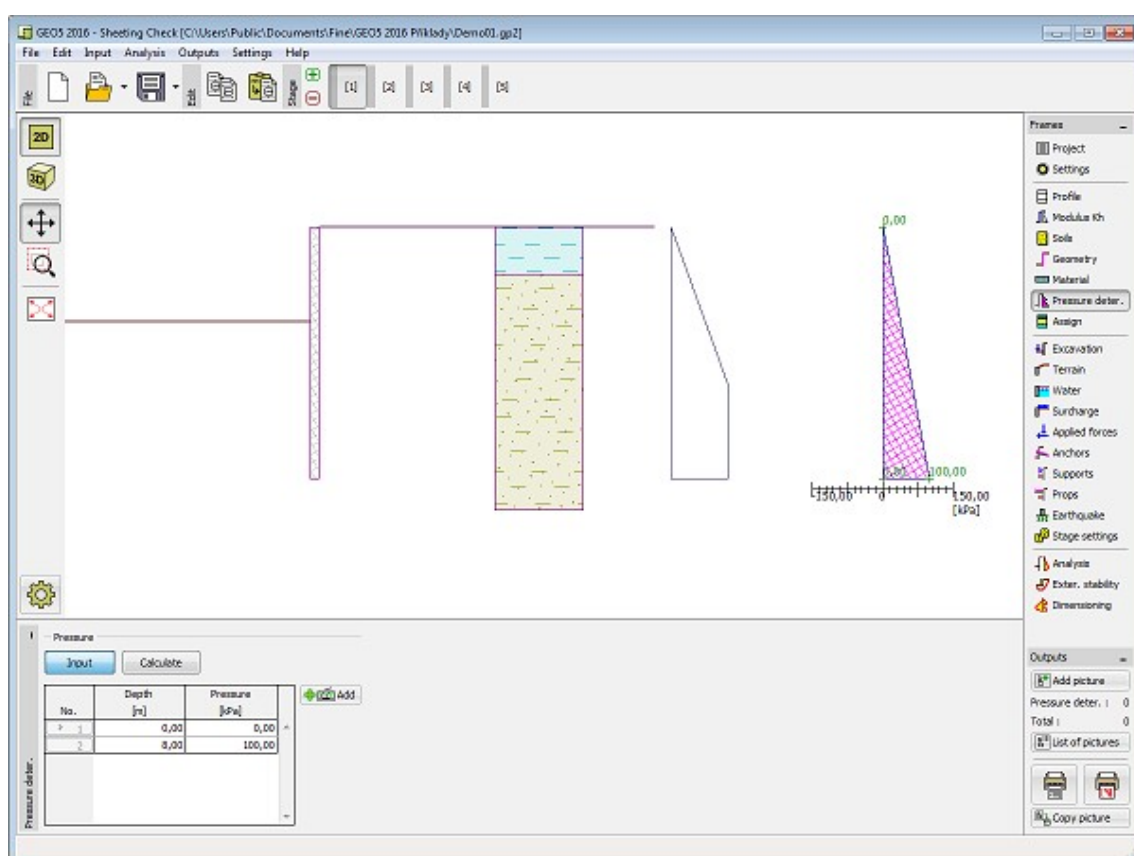 GEO5 2016 - Sheeting Check [C:\Users\Public\Documents\Fine\GEO5 2016 Příklady\Demo01.gp2]
File Edit Input Analysis Outputs Settings Help
File
Edit
Stage
[1] [2] [3] [4] [5]
2D
3D
0,00
100,00
-150,00 0 150,00
[kPa]
Frames
Project
Settings
Profile
Modulus Kh
Soils
Geometry
Material
Pressure deter.
Assign
Excavation
Terrain
Water
Surcharge
Applied forces
Anchors
Supports
Props
Earthquake
Stage settings
Analysis
Exter. stability
Dimensioning
Pressure deter.
Pressure
Input Calculate
No. Depth [m] Pressure [kPa]
1 0,00 0,00
2 8,00 100,00
Add
Outputs
Add picture
Pressure deter. : 0
Total : 0
List of pictures
Copy picture